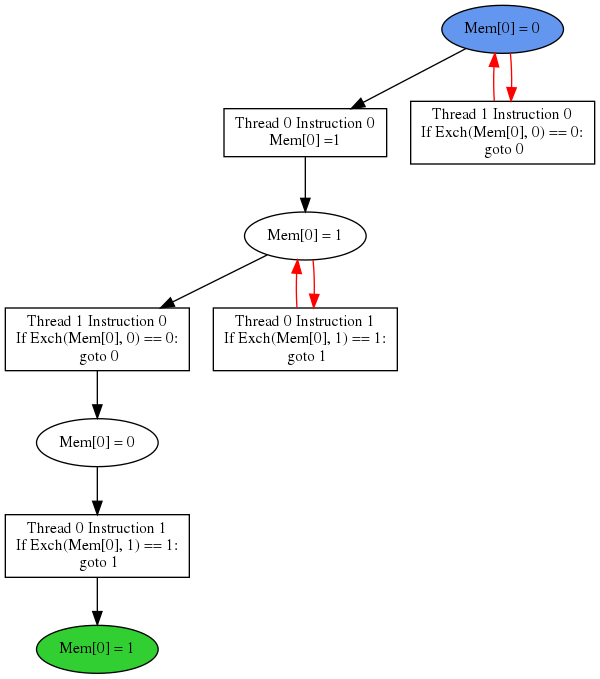 Mem[0] = 0
Thread 0 Instruction 0
Mem[0] =1
Thread 1 Instruction 0
If Exch(Mem[0], 0) == 0:
goto 0
Mem[0] = 1
Thread 1 Instruction 0
If Exch(Mem[0], 0) == 0:
goto 0
Thread 0 Instruction 1
If Exch(Mem[0], 1) == 1:
goto 1
Mem[0] = 0
Thread 0 Instruction 1
If Exch(Mem[0], 1) == 1:
goto 1
Mem[0] = 1